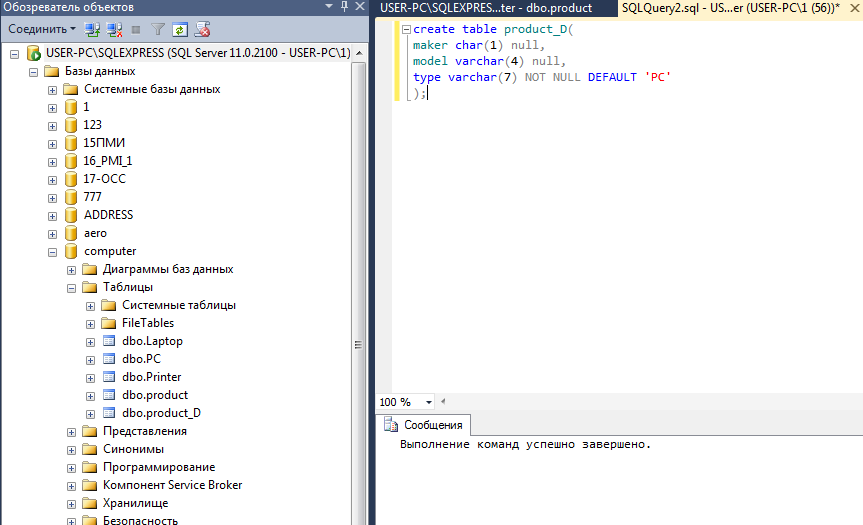 Обозреватель объектов
Соединить
USER-PC\SQLEXPRESS (SQL Server 11.0.2100 - USER-PC\1)
Базы данных
Системные базы данных
1
123
15ПМИ
16_PMI_1
17-ОСС
777
ADDRESS
aero
computer
Диаграммы баз данных
Таблицы
Системные таблицы
FileTables
dbo.Laptop
dbo.PC
dbo.Printer
dbo.product
dbo.product_D
Представления
Синонимы
Программирование
Компонент Service Broker
Хранилище
Безопасность
USER-PC\SQLEXPRES...ter - dbo.product
SQLQuery2.sql - US...er (USER-PC\1 (56))*
create table product_D(
maker char(1) null,
model varchar(4) null,
type varchar(7) NOT NULL DEFAULT 'PC'
);
100 %
Сообщения
Выполнение команд успешно завершено.